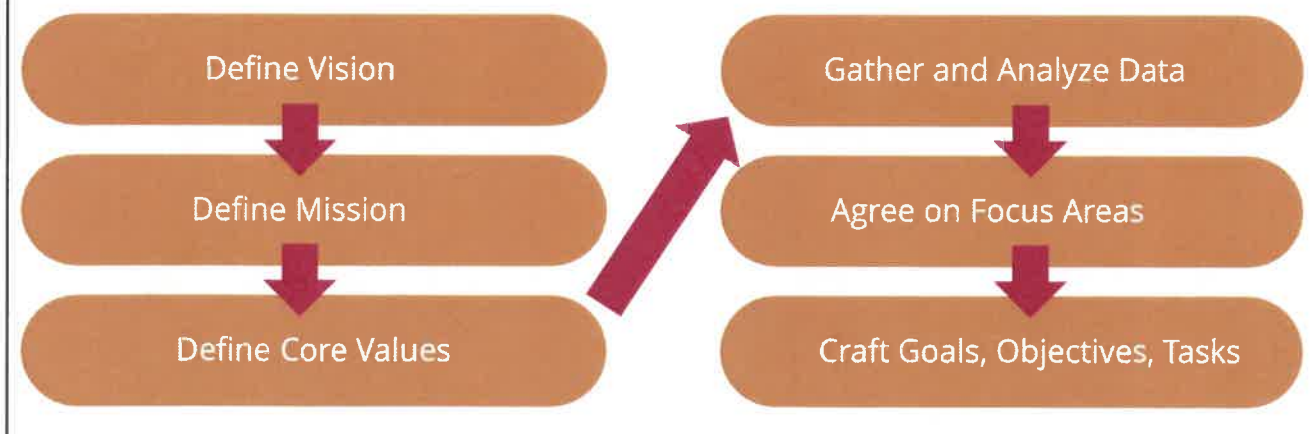 Define Vision
Define Mission
Define Core Values
Gather and Analyze Data
Agree on Focus Areas
Craft Goals, Objectives, Tasks